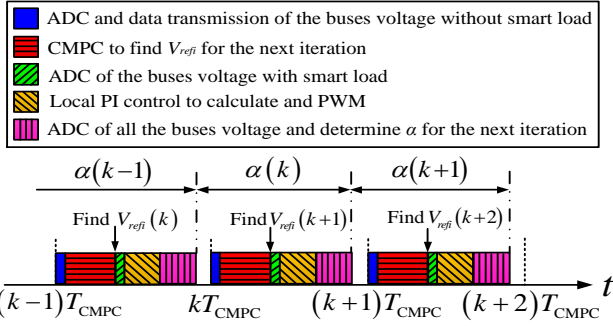 ADC and data transmission of the buses voltage without smart load
CMPC to find V_refi for the next iteration
ADC of the buses voltage with smart load
Local PI control to calculate and PWM
ADC of all the buses voltage and determine α for the next iteration
α(k−1) α(k) α(k+1)
Find V_refi(k) Find V_refi(k+1) Find V_refi(k+2)
(k−1)T_CMPC kT_CMPC (k+1)T_CMPC (k+2)T_CMPC t